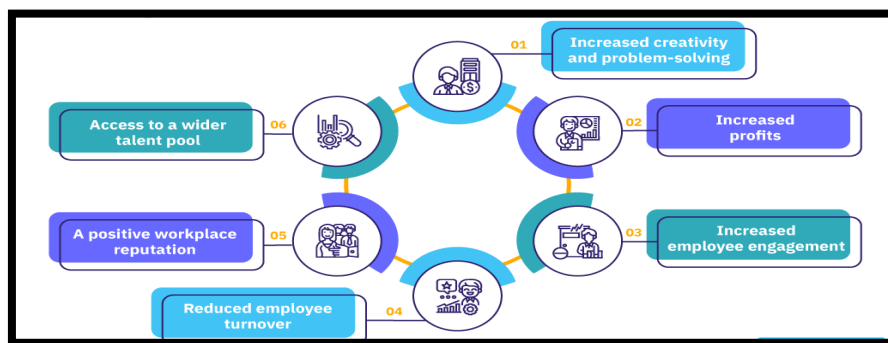 01
Increased creativity
and problem-solving
02
Increased
profits
03
Increased
employee engagement
04
Reduced employee
turnover
05
A positive workplace
reputation
06
Access to a wider
talent pool